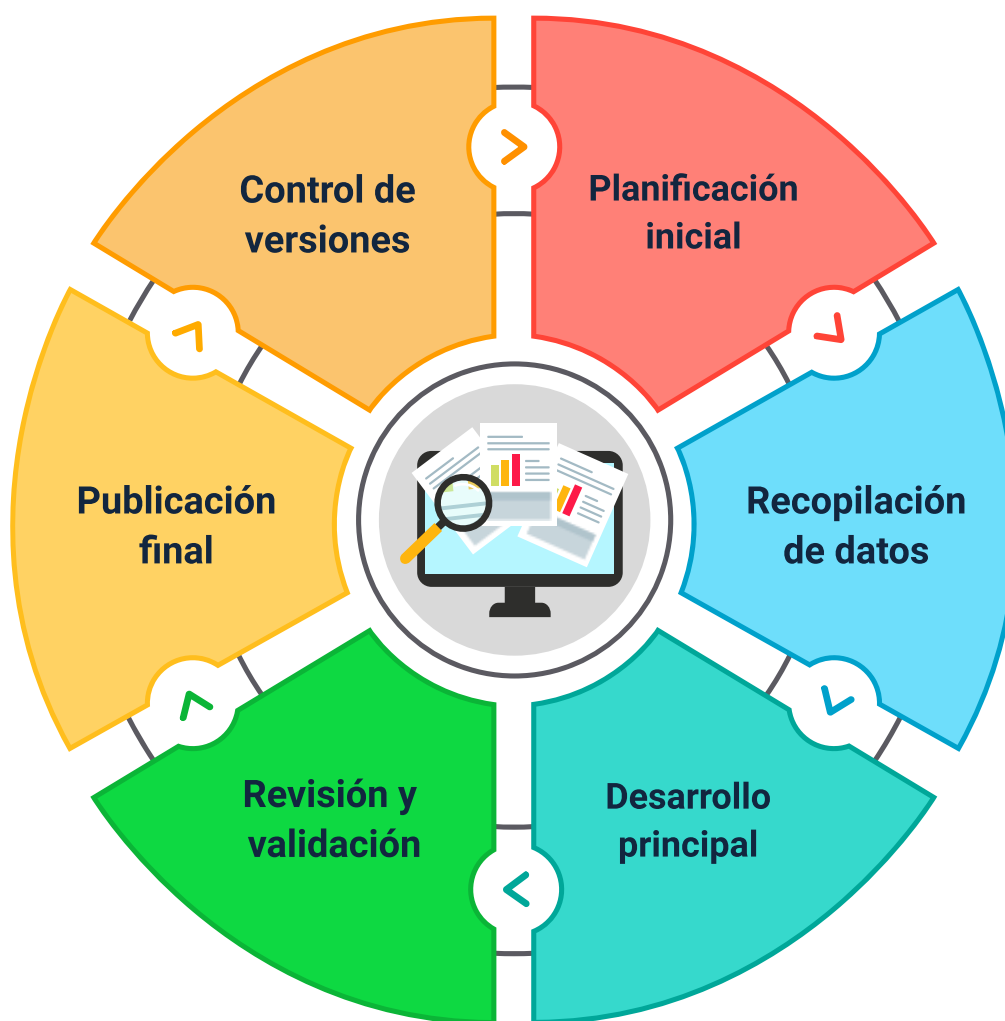 Control de
versiones
Planificación
inicial
Publicación
final
Recopilación
de datos
Revisión y
validación
Desarrollo
principal